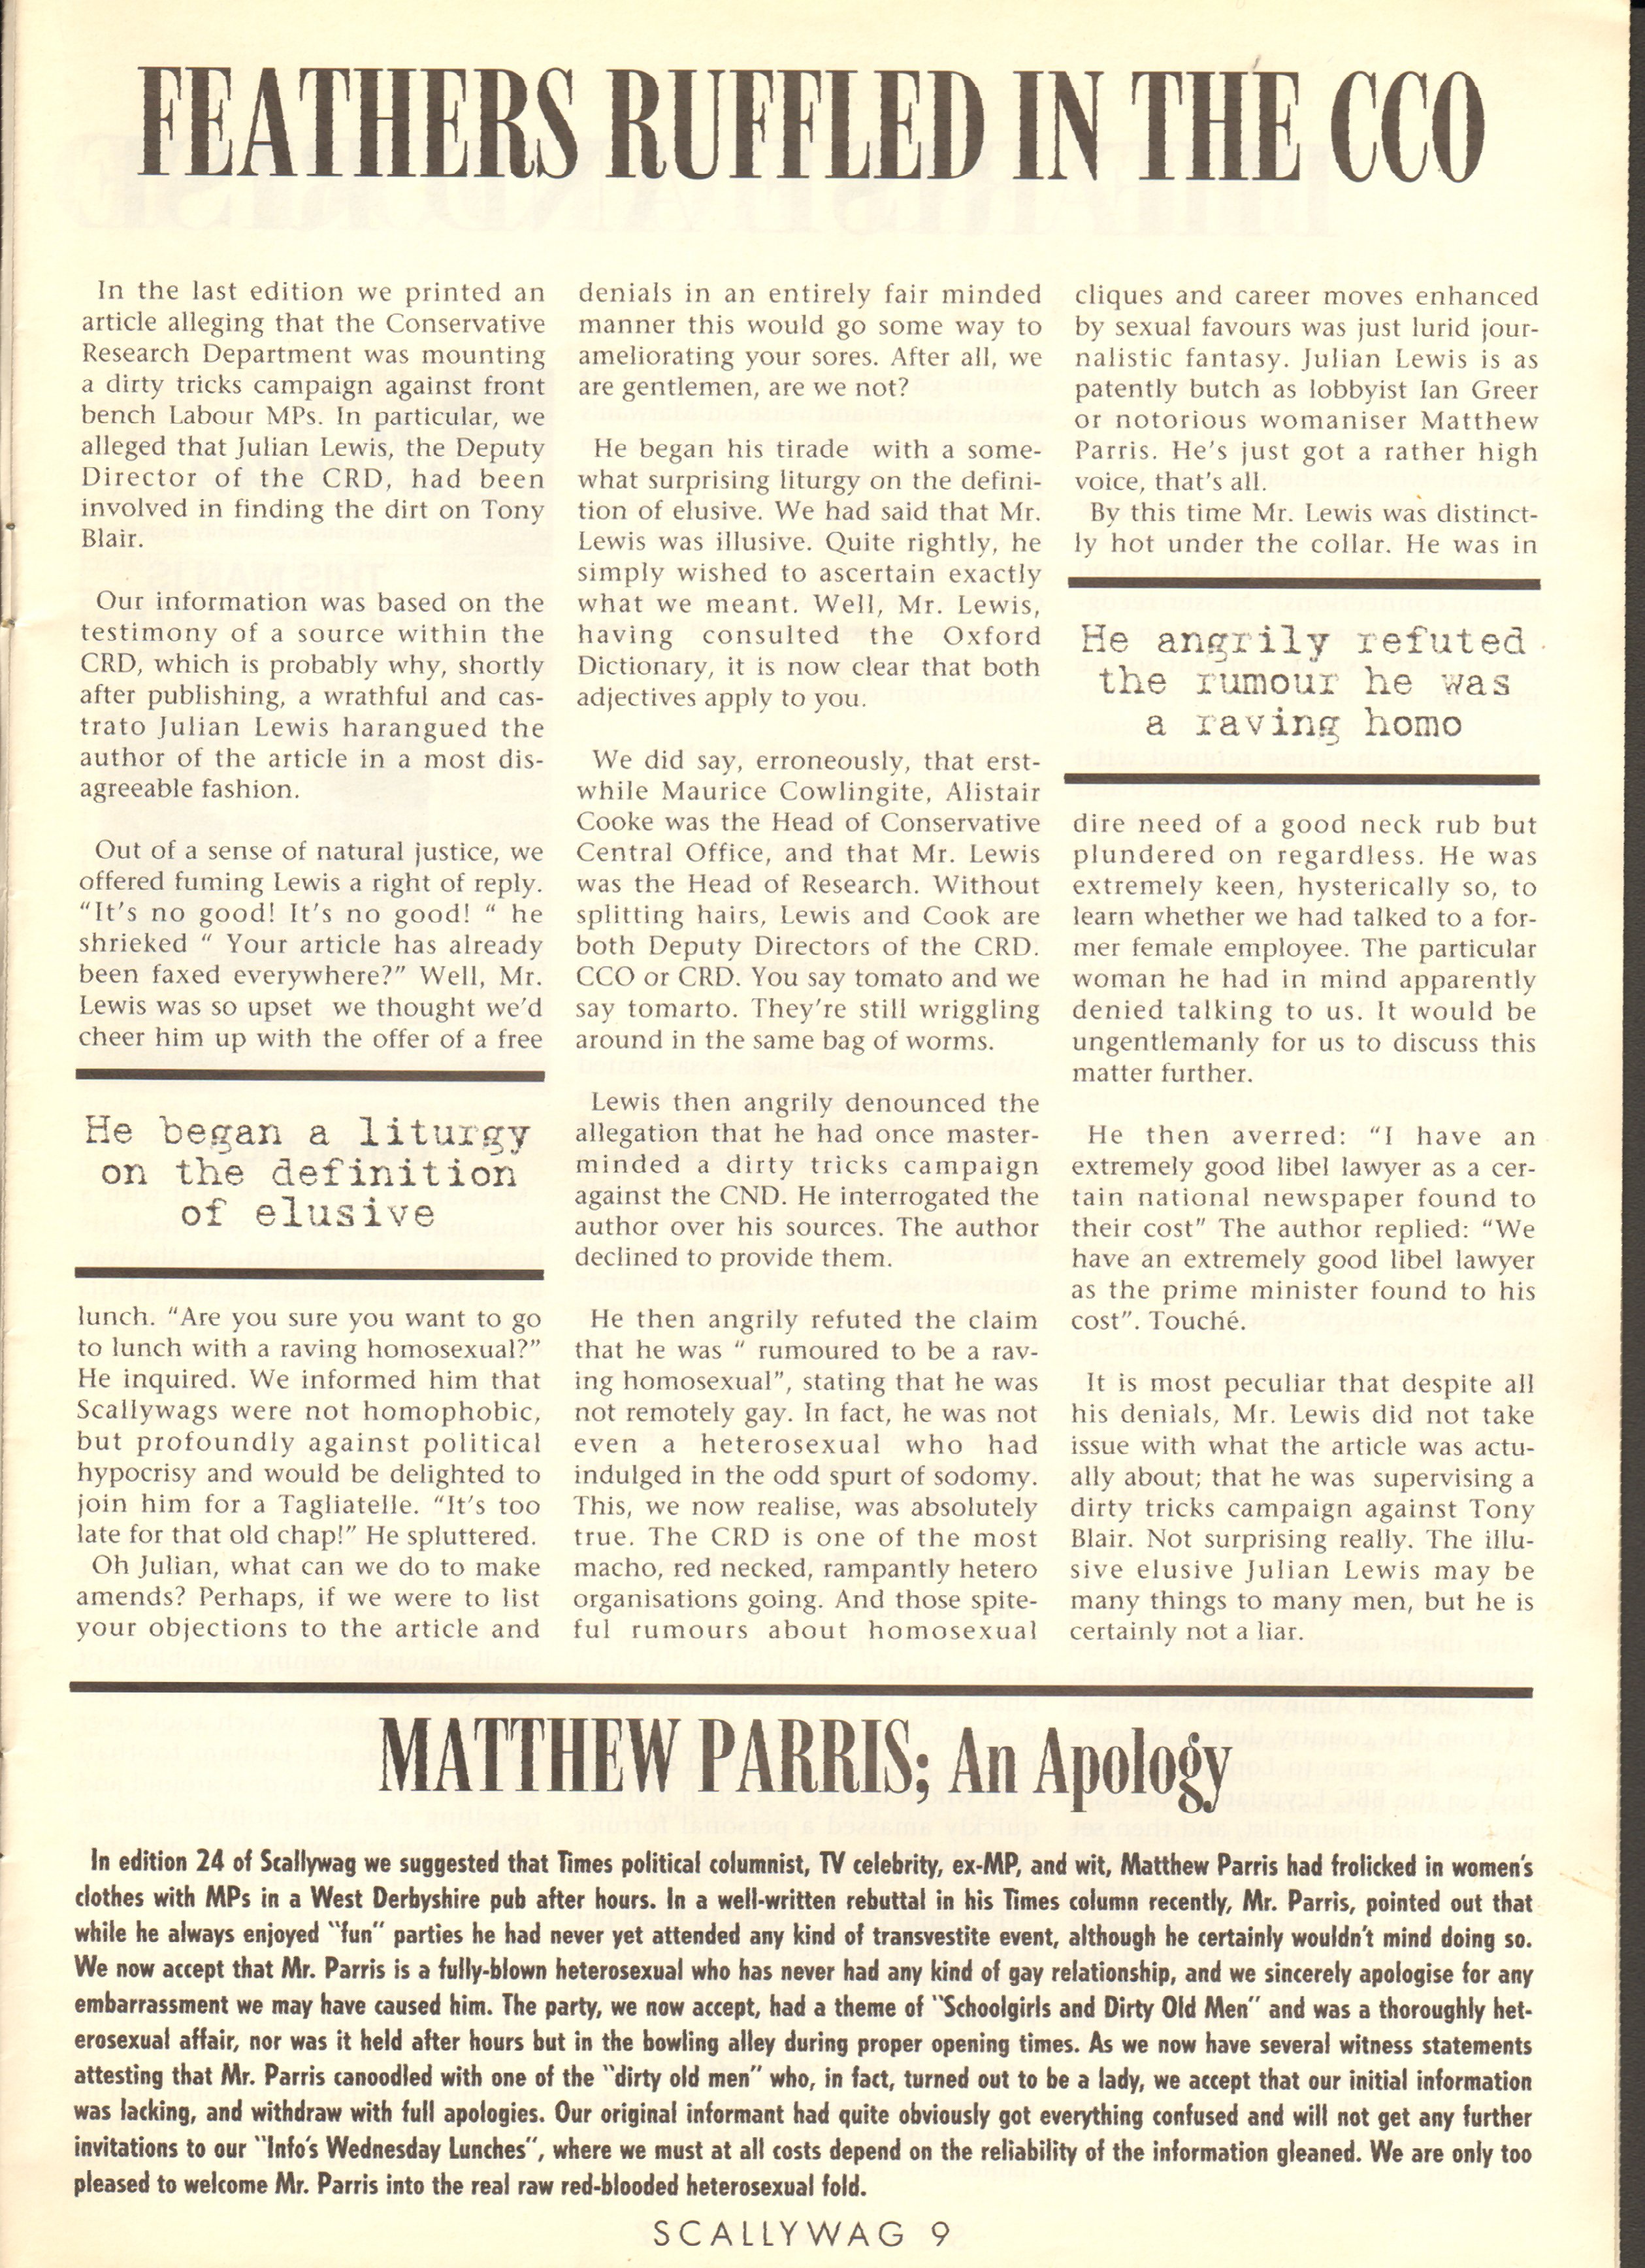 FEATHERS RUFFLED IN THE CCO
In the last edition we printed an
article alleging that the Conservative
Research Department was mounting
a dirty tricks campaign against front
bench Labour MPs. In particular, we
alleged that Julian Lewis, the Deputy
Director of the CRD, had been
involved in finding the dirt on Tony
Blair.
Our information was based on the
testimony of a source within the
CRD, which is probably why, shortly
after publishing, a wrathful and cas-
trato Julian Lewis harangued the
author of the article in a most dis-
agreeable fashion.
Out of a sense of natural justice, we
offered fuming Lewis a right of reply.
“It's no good! It's no good! “ he
shrieked “ Your article has already
been faxed everywhere?” Well, Mr.
Lewis was so upset we thought we'd
cheer him up with the offer of a free
He began a liturgy
on the definition
of elusive
lunch. “Are you sure you want to go
to lunch with a raving homosexual?”
He inquired. We informed him that
Scallywags were not homophobic,
but profoundly against political
hypocrisy and would be delighted to
join him for a Tagliatelle. “It's too
late for that old chap!” He spluttered.
Oh Julian, what can we do to make
amends? Perhaps, if we were to list
your objections to the article and
denials in an entirely fair minded
manner this would go some way to
ameliorating your sores. After all, we
are gentlemen, are we not?
He began his tirade with a some-
what surprising liturgy on the defini-
tion of elusive. We had said that Mr.
Lewis was illusive. Quite rightly, he
simply wished to ascertain exactly
what we meant. Well, Mr. Lewis,
having consulted the Oxford
Dictionary, it is now clear that both
adjectives apply to you.
We did say, erroneously, that erst-
while Maurice Cowlingite, Alistair
Cooke was the Head of Conservative
Central Office, and that Mr. Lewis
was the Head of Research. Without
splitting hairs, Lewis and Cook are
both Deputy Directors of the CRD.
CCO or CRD. You say tomato and we
say tomarto. They're still wriggling
around in the same bag of worms.
Lewis then angrily denounced the
allegation that he had once master-
minded a dirty tricks campaign
against the CND. He interrogated the
author over his sources. The author
declined to provide them.
He then angrily refuted the claim
that he was “ rumoured to be a rav-
ing homosexual”, stating that he was
not remotely gay. In fact, he was not
even a heterosexual who had
indulged in the odd spurt of sodomy.
This, we now realise, was absolutely
true. The CRD is one of the most
macho, red necked, rampantly hetero
organisations going. And those spite-
ful rumours about homosexual
cliques and career moves enhanced
by sexual favours was just lurid jour-
nalistic fantasy. Julian Lewis is as
patently butch as lobbyist Ian Greer
or notorious womaniser Matthew
Parris. He's just got a rather high
voice, that's all.
By this time Mr. Lewis was distinct-
ly hot under the collar. He was in
He angrily refuted
the rumour he was
a raving homo
dire need of a good neck rub but
plundered on regardless. He was
extremely keen, hysterically so, to
learn whether we had talked to a for-
mer female employee. The particular
woman he had in mind apparently
denied talking to us. It would be
ungentlemanly for us to discuss this
matter further.
He then averred: “I have an
extremely good libel lawyer as a cer-
tain national newspaper found to
their cost” The author replied: “We
have an extremely good libel lawyer
as the prime minister found to his
cost”. Touché.
It is most peculiar that despite all
his denials, Mr. Lewis did not take
issue with what the article was actu-
ally about; that he was supervising a
dirty tricks campaign against Tony
Blair. Not surprising really. The illu-
sive elusive Julian Lewis may be
many things to many men, but he is
certainly not a liar.
MATTHEW PARRIS; An Apology
In edition 24 of Scallywag we suggested that Times political columnist, TV celebrity, ex-MP, and wit, Matthew Parris had frolicked in women's
clothes with MPs in a West Derbyshire pub after hours. In a well-written rebuttal in his Times column recently, Mr. Parris, pointed out that
while he always enjoyed “fun” parties he had never yet attended any kind of transvestite event, although he certainly wouldn't mind doing so.
We now accept that Mr. Parris is a fully-blown heterosexual who has never had any kind of gay relationship, and we sincerely apologise for any
embarrassment we may have caused him. The party, we now accept, had a theme of “Schoolgirls and Dirty Old Men” and was a thoroughly het-
erosexual affair, nor was it held after hours but in the bowling alley during proper opening times. As we now have several witness statements
attesting that Mr. Parris canoodled with one of the “dirty old men” who, in fact, turned out to be a lady, we accept that our initial information
was lacking, and withdraw with full apologies. Our original informant had quite obviously got everything confused and will not get any further
invitations to our “Info's Wednesday Lunches”, where we must at all costs depend on the reliability of the information gleaned. We are only too
pleased to welcome Mr. Parris into the real raw red-blooded heterosexual fold.
SCALLYWAG 9